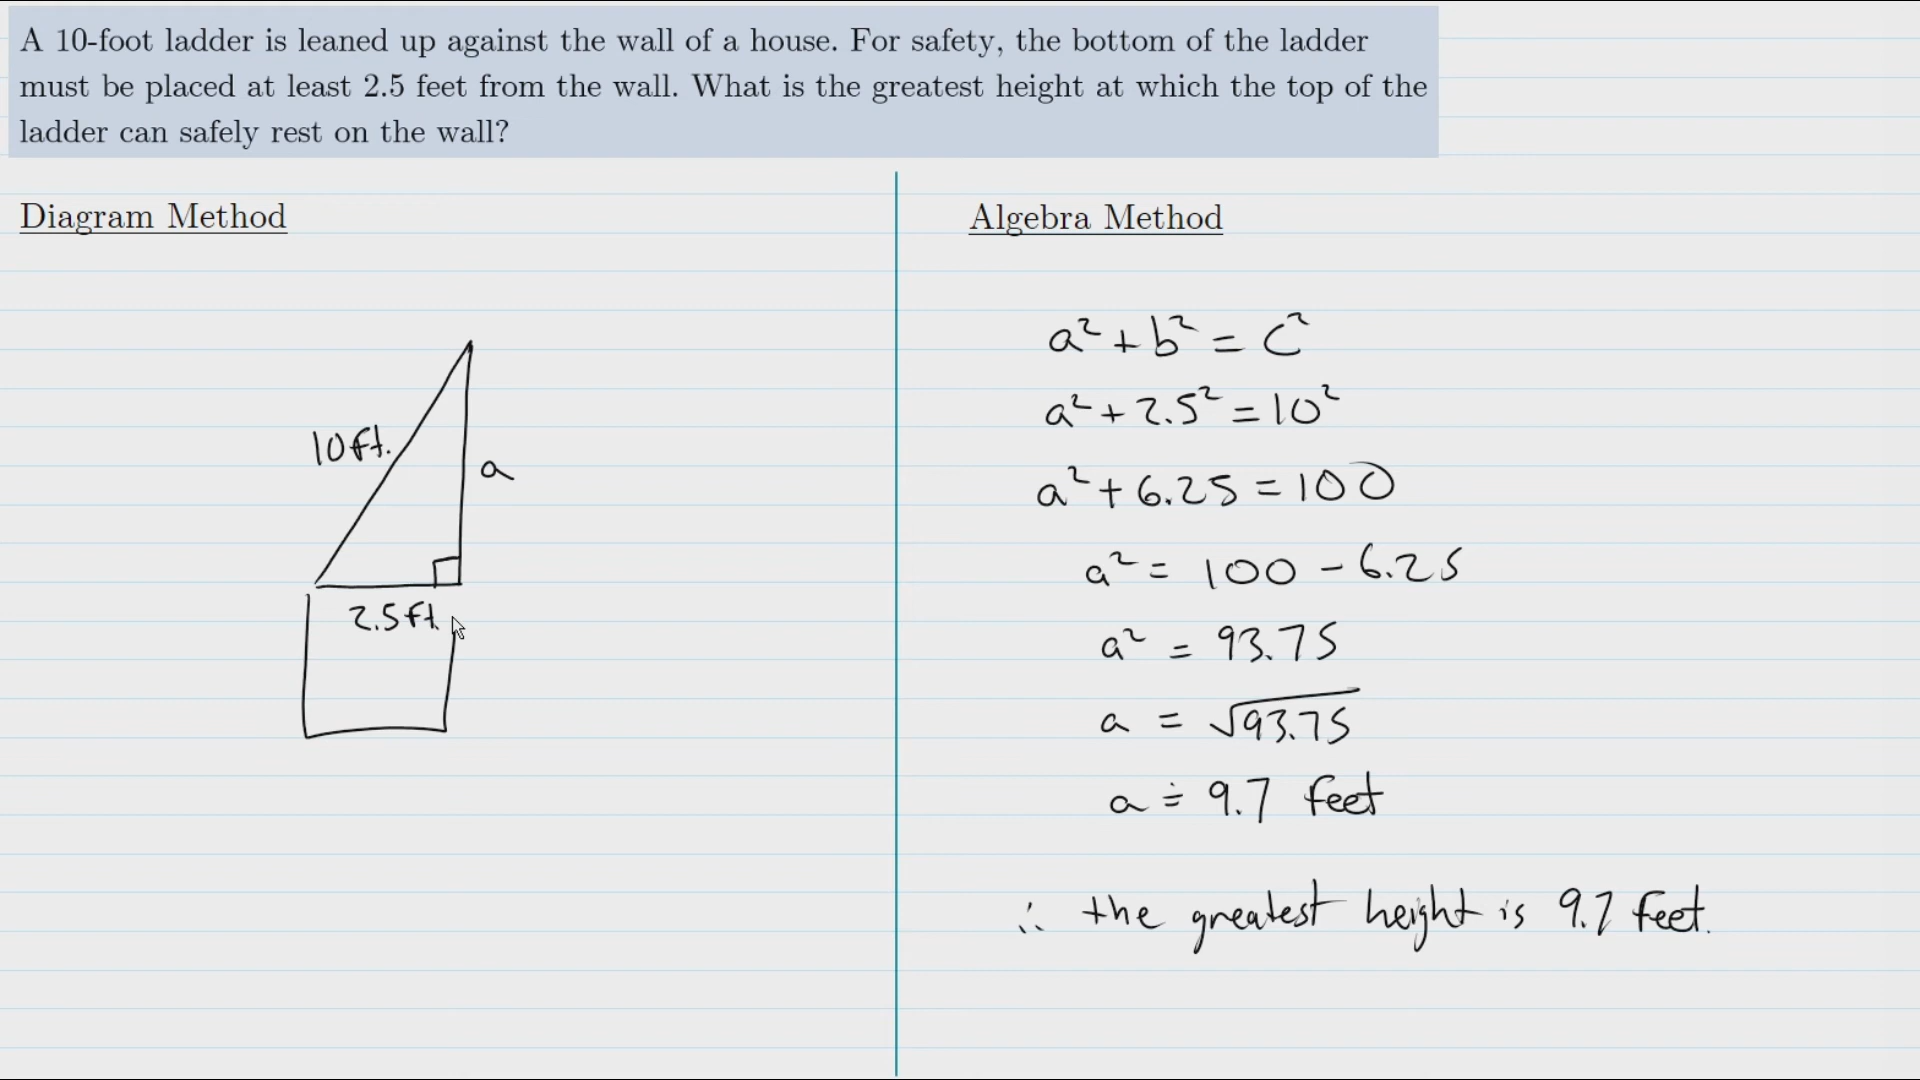 A 10-foot ladder is leaned up against the wall of a house. For safety, the bottom of the ladder
must be placed at least 2.5 feet from the wall. What is the greatest height at which the top of the
ladder can safely rest on the wall?
Diagram Method
10ft.
a
2.5ft.
Algebra Method
a² + b² = c²
a² + 2.5² = 10²
a² + 6.25 = 100
a² = 100 - 6.25
a² = 93.75
a = √93.75
a ≐ 9.7 feet
∴ the greatest height is 9.7 feet.